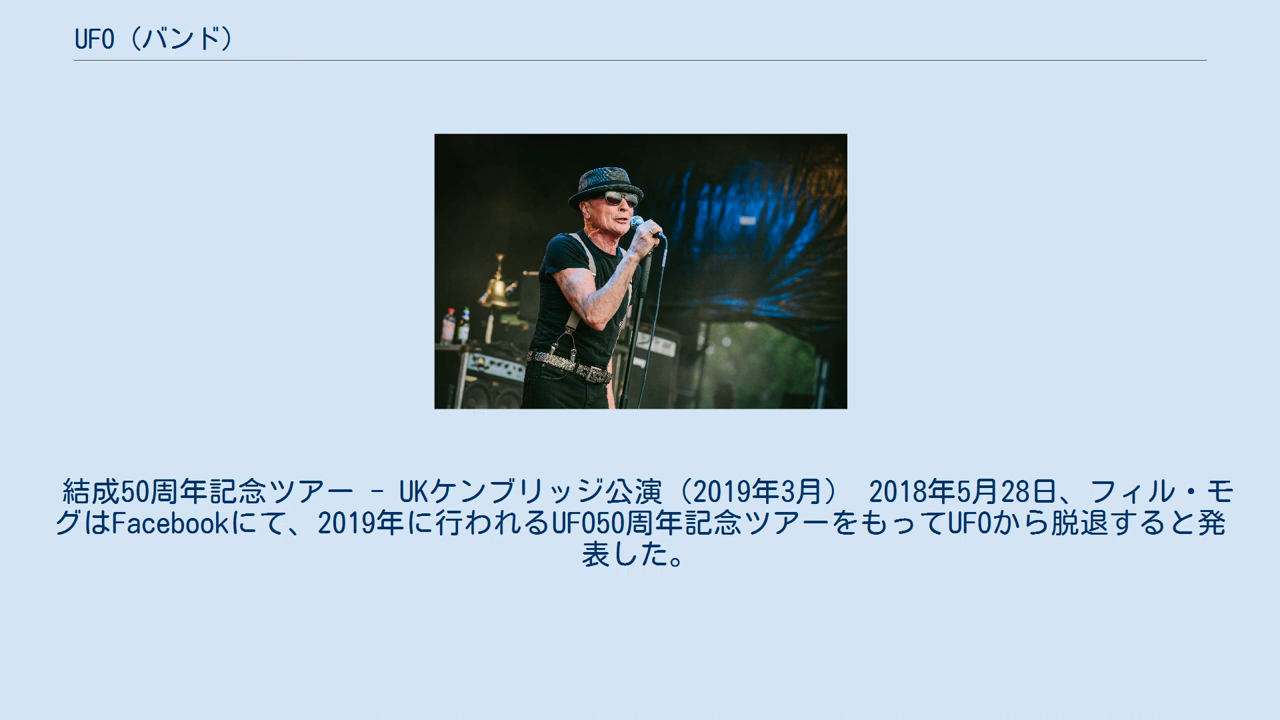 UFO（バンド）
結成50周年記念ツアー - UKケンブリッジ公演（2019年3月） 2018年5月28日、フィル・モ
グはFacebookにて、2019年に行われるUFO50周年記念ツアーをもってUFOから脱退すると発
表した。